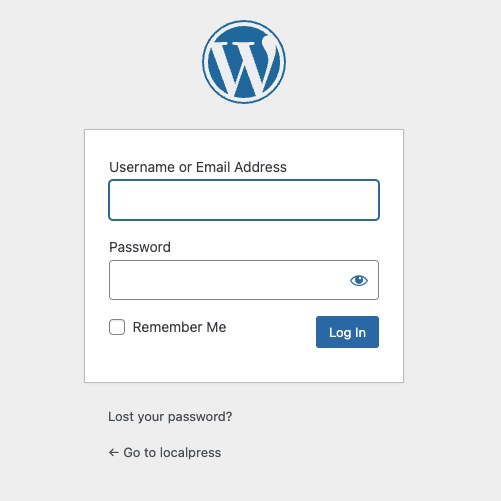 Username or Email Address
Password
Remember Me
Log In
Lost your password?
← Go to localpress